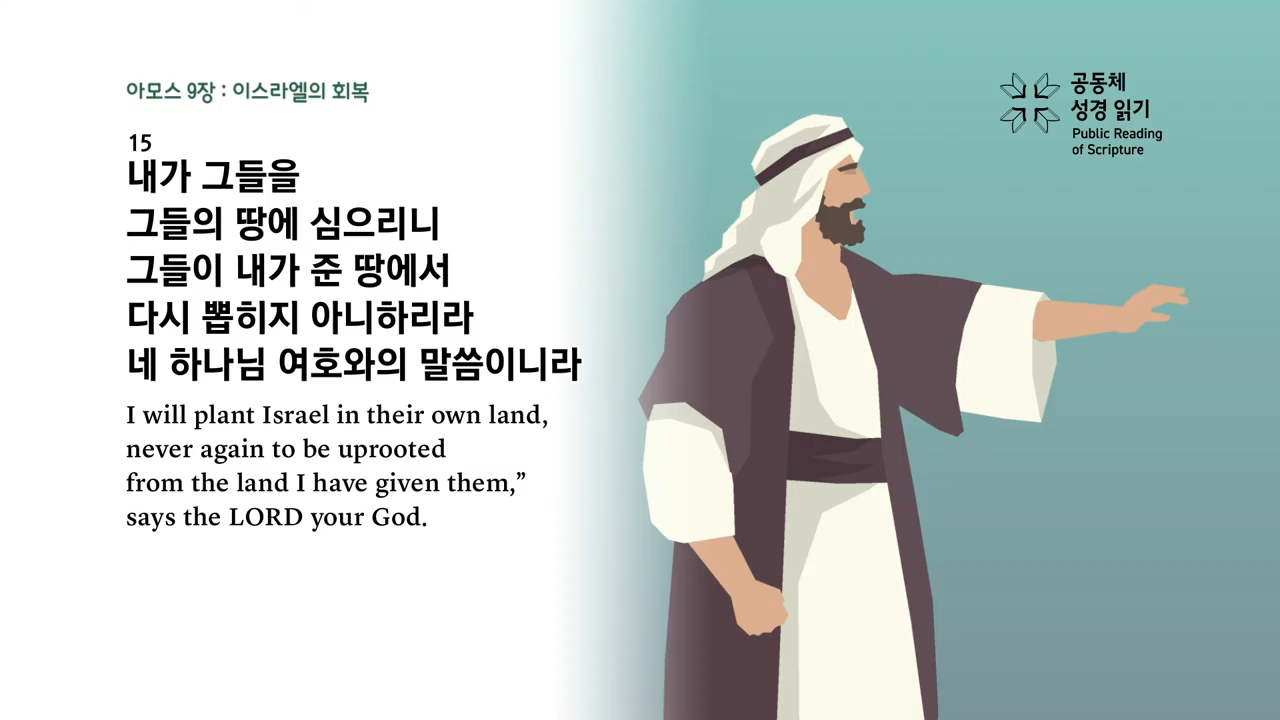 아모스 9장 : 이스라엘의 회복
15
내가 그들을
그들의 땅에 심으리니
그들이 내가 준 땅에서
다시 뽑히지 아니하리라
네 하나님 여호와의 말씀이니라
I will plant Israel in their own land,
never again to be uprooted
from the land I have given them,”
says the LORD your God.
공동체
성경 읽기
Public Reading
of Scripture